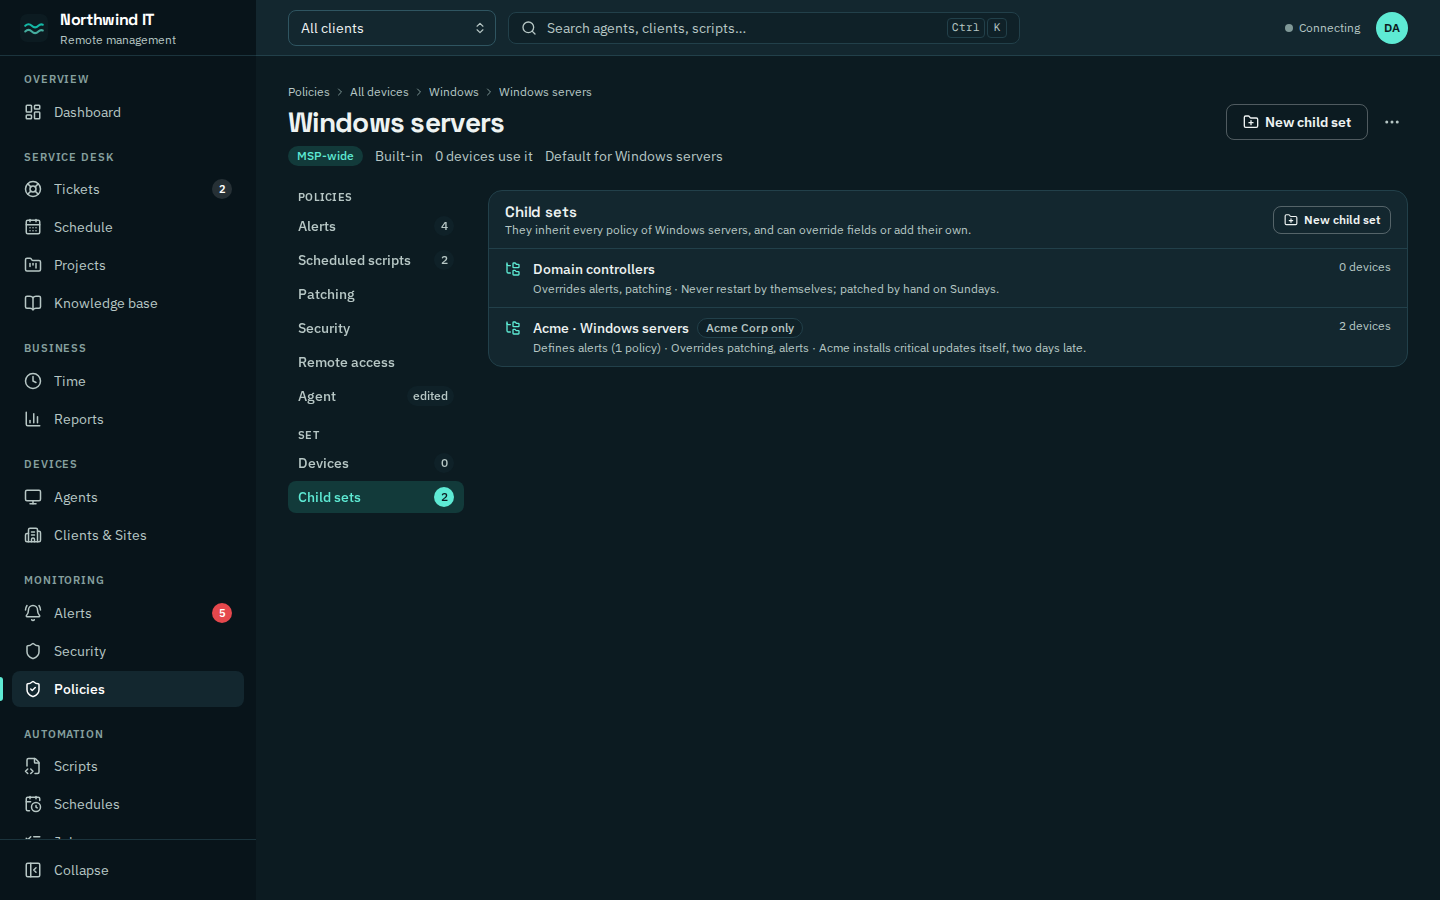 Northwind IT
Remote management
All clients
Search agents, clients, scripts...
Ctrl K
Connecting
DA
OVERVIEW
Dashboard
SERVICE DESK
Tickets 2
Schedule
Projects
Knowledge base
BUSINESS
Time
Reports
DEVICES
Agents
Clients & Sites
MONITORING
Alerts 5
Security
Policies
AUTOMATION
Scripts
Schedules
Collapse
Policies > All devices > Windows > Windows servers
Windows servers
MSP-wide Built-in 0 devices use it Default for Windows servers
New child set
POLICIES
Alerts 4
Scheduled scripts 2
Patching
Security
Remote access
Agent edited
SET
Devices 0
Child sets 2
Child sets
They inherit every policy of Windows servers, and can override fields or add their own.
New child set
Domain controllers
0 devices
Overrides alerts, patching · Never restart by themselves; patched by hand on Sundays.
Acme · Windows servers Acme Corp only
2 devices
Defines alerts (1 policy) · Overrides patching, alerts · Acme installs critical updates itself, two days late.